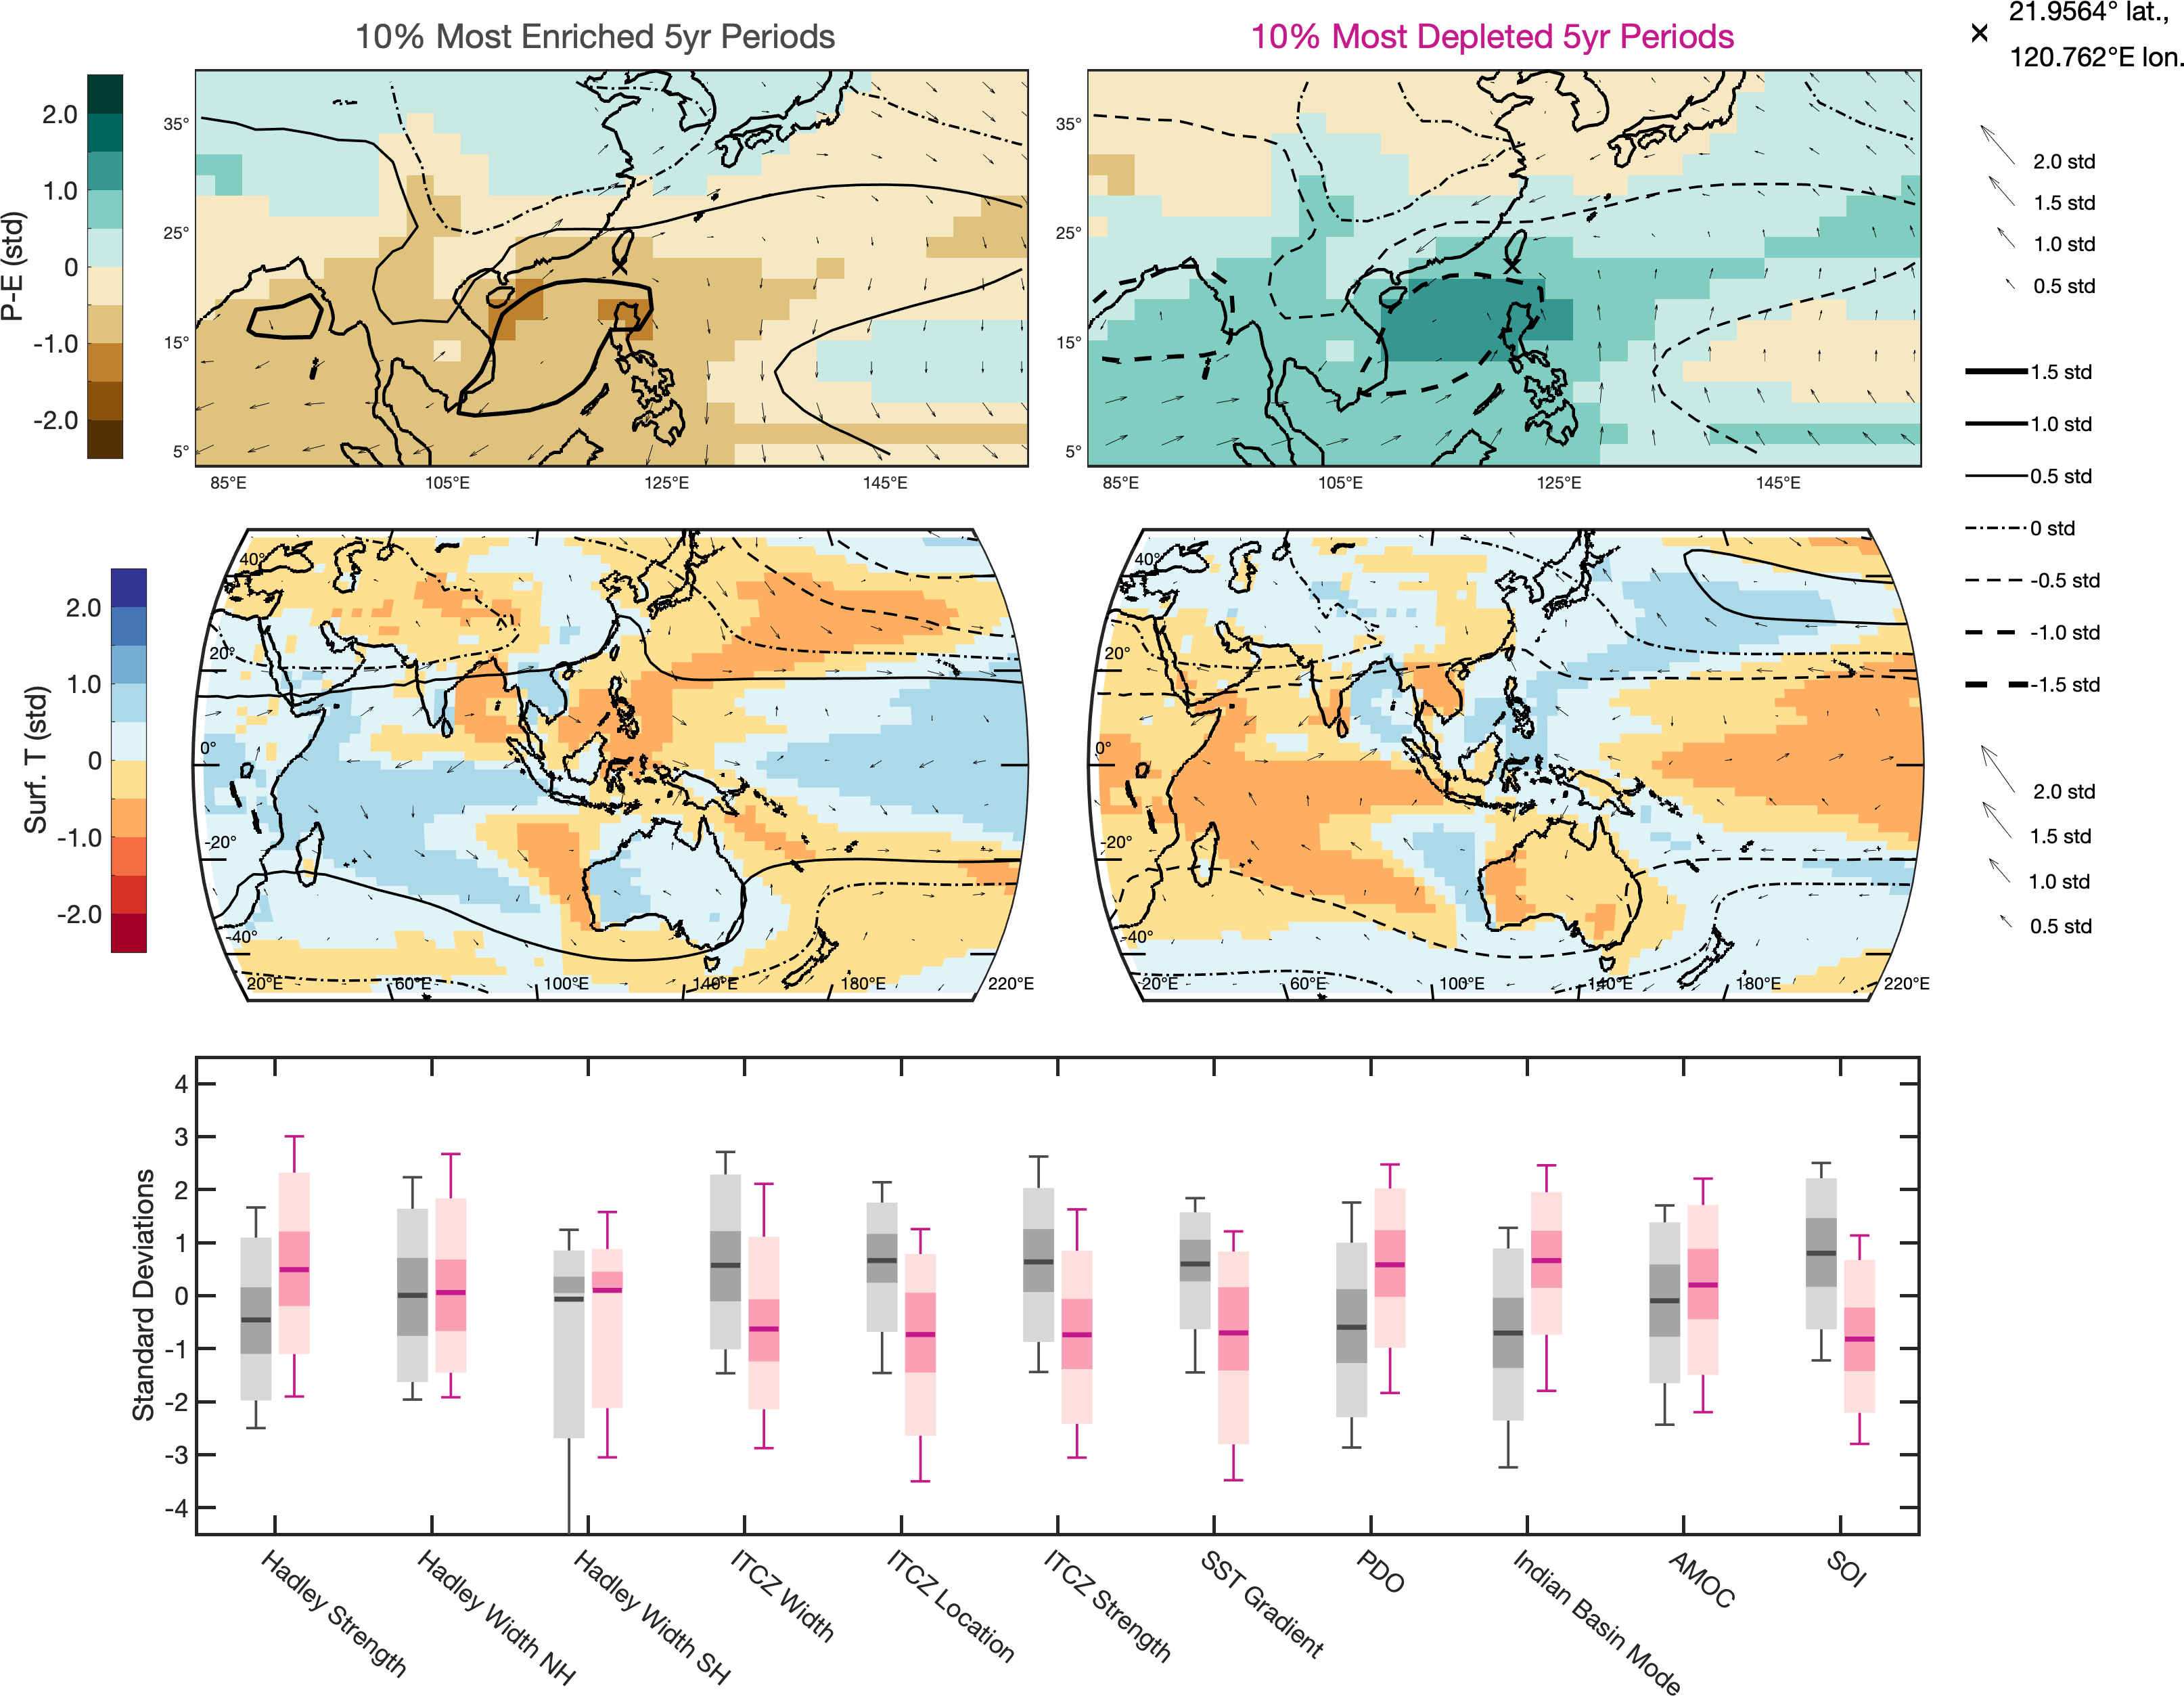 10% Most Enriched 5yr Periods
10% Most Depleted 5yr Periods
21.9564° lat.,
120.762°E lon.
P-E (std)
2.0
1.0
0
-1.0
-2.0
35°
25°
15°
5°
85°E
105°E
125°E
145°E
35°
25°
15°
5°
85°E
105°E
125°E
145°E
2.0 std
1.5 std
1.0 std
0.5 std
1.5 std
1.0 std
0.5 std
0 std
-0.5 std
-1.0 std
-1.5 std
Surf. T (std)
2.0
1.0
0
-1.0
-2.0
40°
20°
0°
-20°
-40°
20°E
60°E
100°E
140°E
180°E
220°E
40°
20°
0°
-20°
-40°
20°E
60°E
100°E
140°E
180°E
220°E
2.0 std
1.5 std
1.0 std
0.5 std
Standard Deviations
4
3
2
1
0
-1
-2
-3
-4
Hadley Strength
Hadley Width NH
Hadley Width SH
ITCZ Width
ITCZ Location
ITCZ Strength
SST Gradient
PDO
Indian Basin Mode
AMOC
SOI